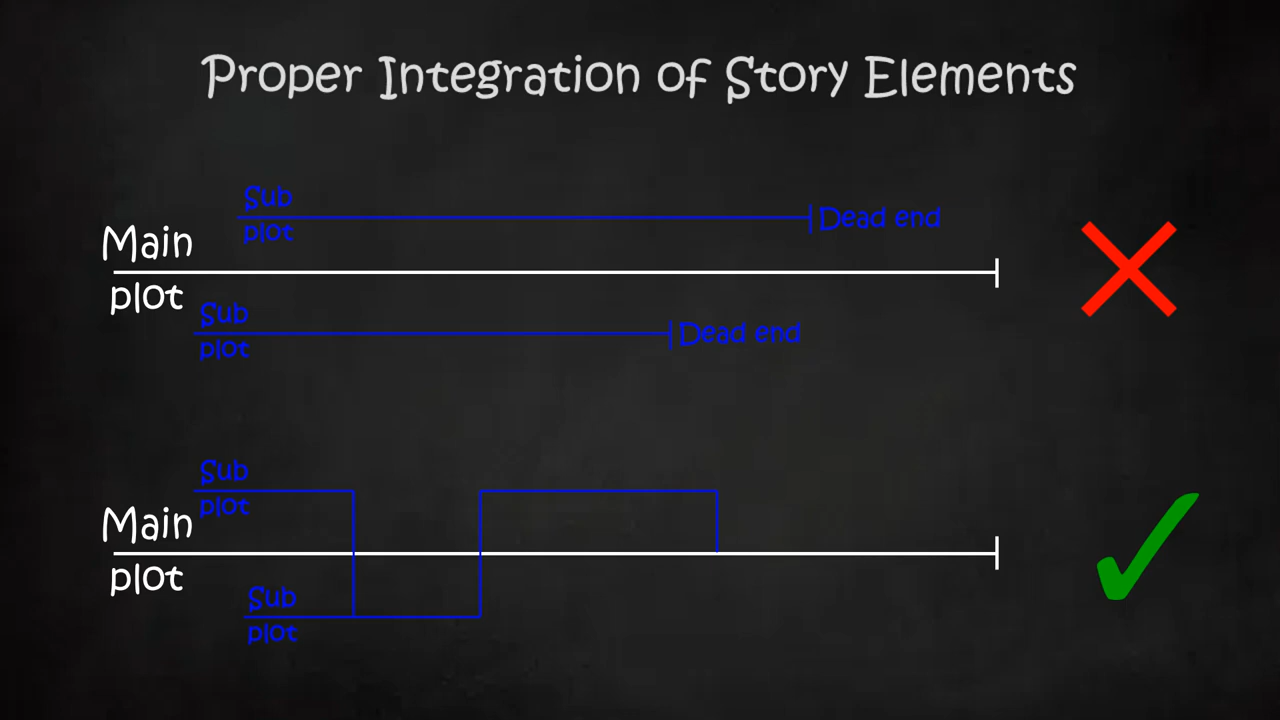 Proper Integration of Story Elements
Sub
plot
Dead end
Main
plot
Sub
plot
Dead end
Sub
plot
Main
plot
Sub
plot